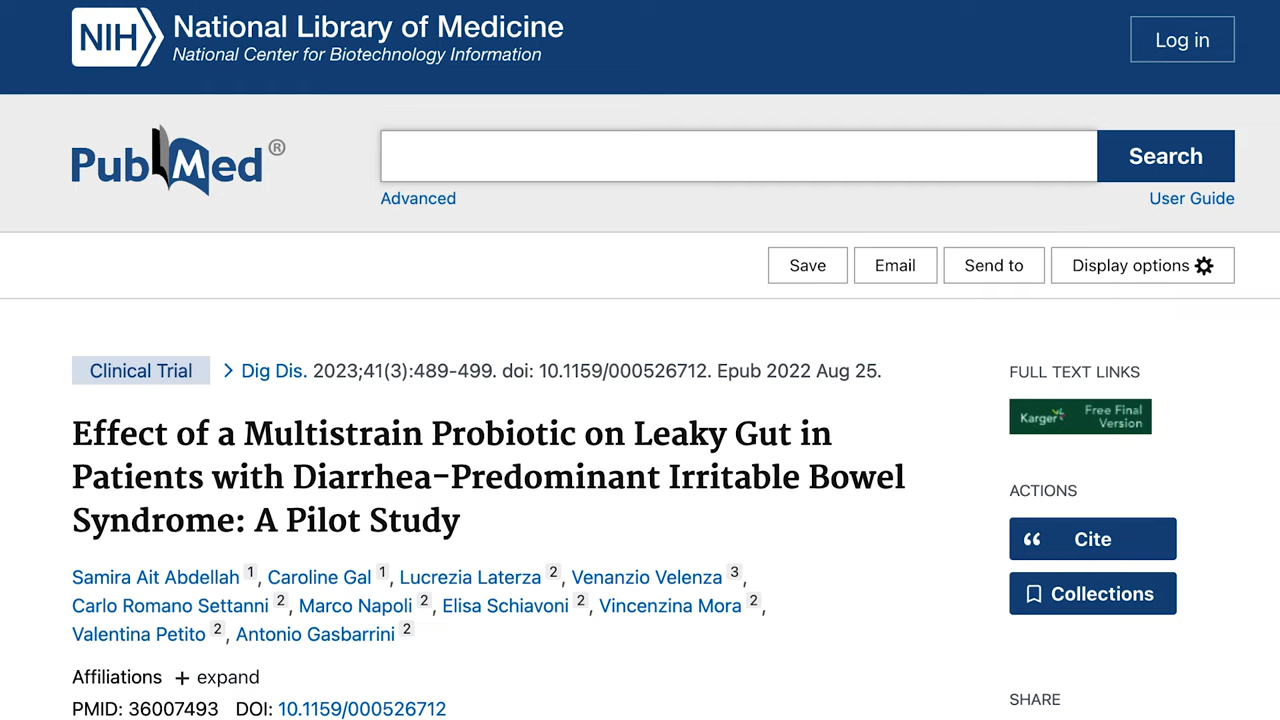 NIH National Library of Medicine
National Center for Biotechnology Information
Log in
PubMed®
Search
Advanced
User Guide
Save
Email
Send to
Display options
Clinical Trial
Dig Dis. 2023;41(3):489-499. doi: 10.1159/000526712. Epub 2022 Aug 25.
Effect of a Multistrain Probiotic on Leaky Gut in
Patients with Diarrhea-Predominant Irritable Bowel
Syndrome: A Pilot Study
Samira Ait Abdellah 1, Caroline Gal 1, Lucrezia Laterza 2, Venanzio Velenza 3,
Carlo Romano Settanni 2, Marco Napoli 2, Elisa Schiavoni 2, Vincenzina Mora 2,
Valentina Petito 2, Antonio Gasbarrini 2
Affiliations + expand
PMID: 36007493 DOI: 10.1159/000526712
FULL TEXT LINKS
Karger Free Final
Version
ACTIONS
Cite
Collections
SHARE